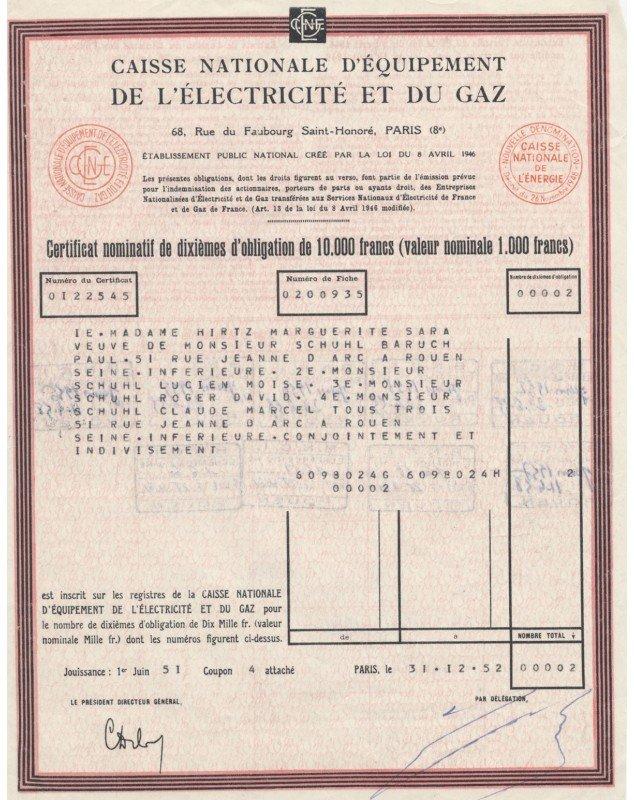 CNE
CAISSE NATIONALE D'ÉQUIPEMENT
DE L'ÉLECTRICITÉ ET DU GAZ
68, Rue du Faubourg Saint-Honoré, PARIS (8e)
ÉTABLISSEMENT PUBLIC NATIONAL CRÉÉ PAR LA LOI DU 8 AVRIL 1946
CAISSE NATIONALE D'ÉQUIPEMENT DE L'ÉLECTRICITÉ ET DU GAZ
NOUVELLE DÉNOMINATION
CAISSE
NATIONALE
DE
L'ÉNERGIE
Les présentes obligations, dont les droits figurent au verso, font partie de l'émission prévue
pour l'indemnisation des actionnaires, porteurs de parts ou ayants droit, des Entreprises
Nationalisées d'Électricité et de Gaz transférées aux Services Nationaux d'Électricité de France
et de Gaz de France. (Art. 13 de la loi du 8 Avril 1946 modifiée).
Certificat nominatif de dixièmes d'obligation de 10.000 francs (valeur nominale 1.000 francs)
Numéro du Certificat
0122545
Numéro de Fiche
0200935
Nombre de dixièmes d'obligation
00002
IE.MADAME HIRTZ MARGUERITE SARA
VEUVE DE MONSIEUR SCHUHL BARUCH
PAUL.51 RUE JEANNE D ARC A ROUEN
SEINE.INFERIEURE. 2E.MONSIEUR
SCHUHL LUCIEN MOISE. 3E.MONSIEUR
SCHUHL ROGER DAVID.4E.MONSIEUR
SCHUHL CLAUDE MARCEL TOUS TROIS
51 RUE JEANNE D ARC A ROUEN
SEINE.INFERIEURE.CONJOINTEMENT ET
INDIVISEMENT
6098024G 6098024H 2
00002
est inscrit sur les registres de la CAISSE NATIONALE
D'ÉQUIPEMENT DE L'ÉLECTRICITÉ ET DU GAZ pour
le nombre de dixièmes d'obligation de Dix Mille fr. (valeur
nominale Mille fr.) dont les numéros figurent ci-dessus.
de a NOMBRE TOTAL
Jouissance: 1er Juin 51 Coupon 4 attaché PARIS, le 31.12.52 00002
LE PRÉSIDENT DIRECTEUR GÉNÉRAL, PAR DÉLÉGATION,